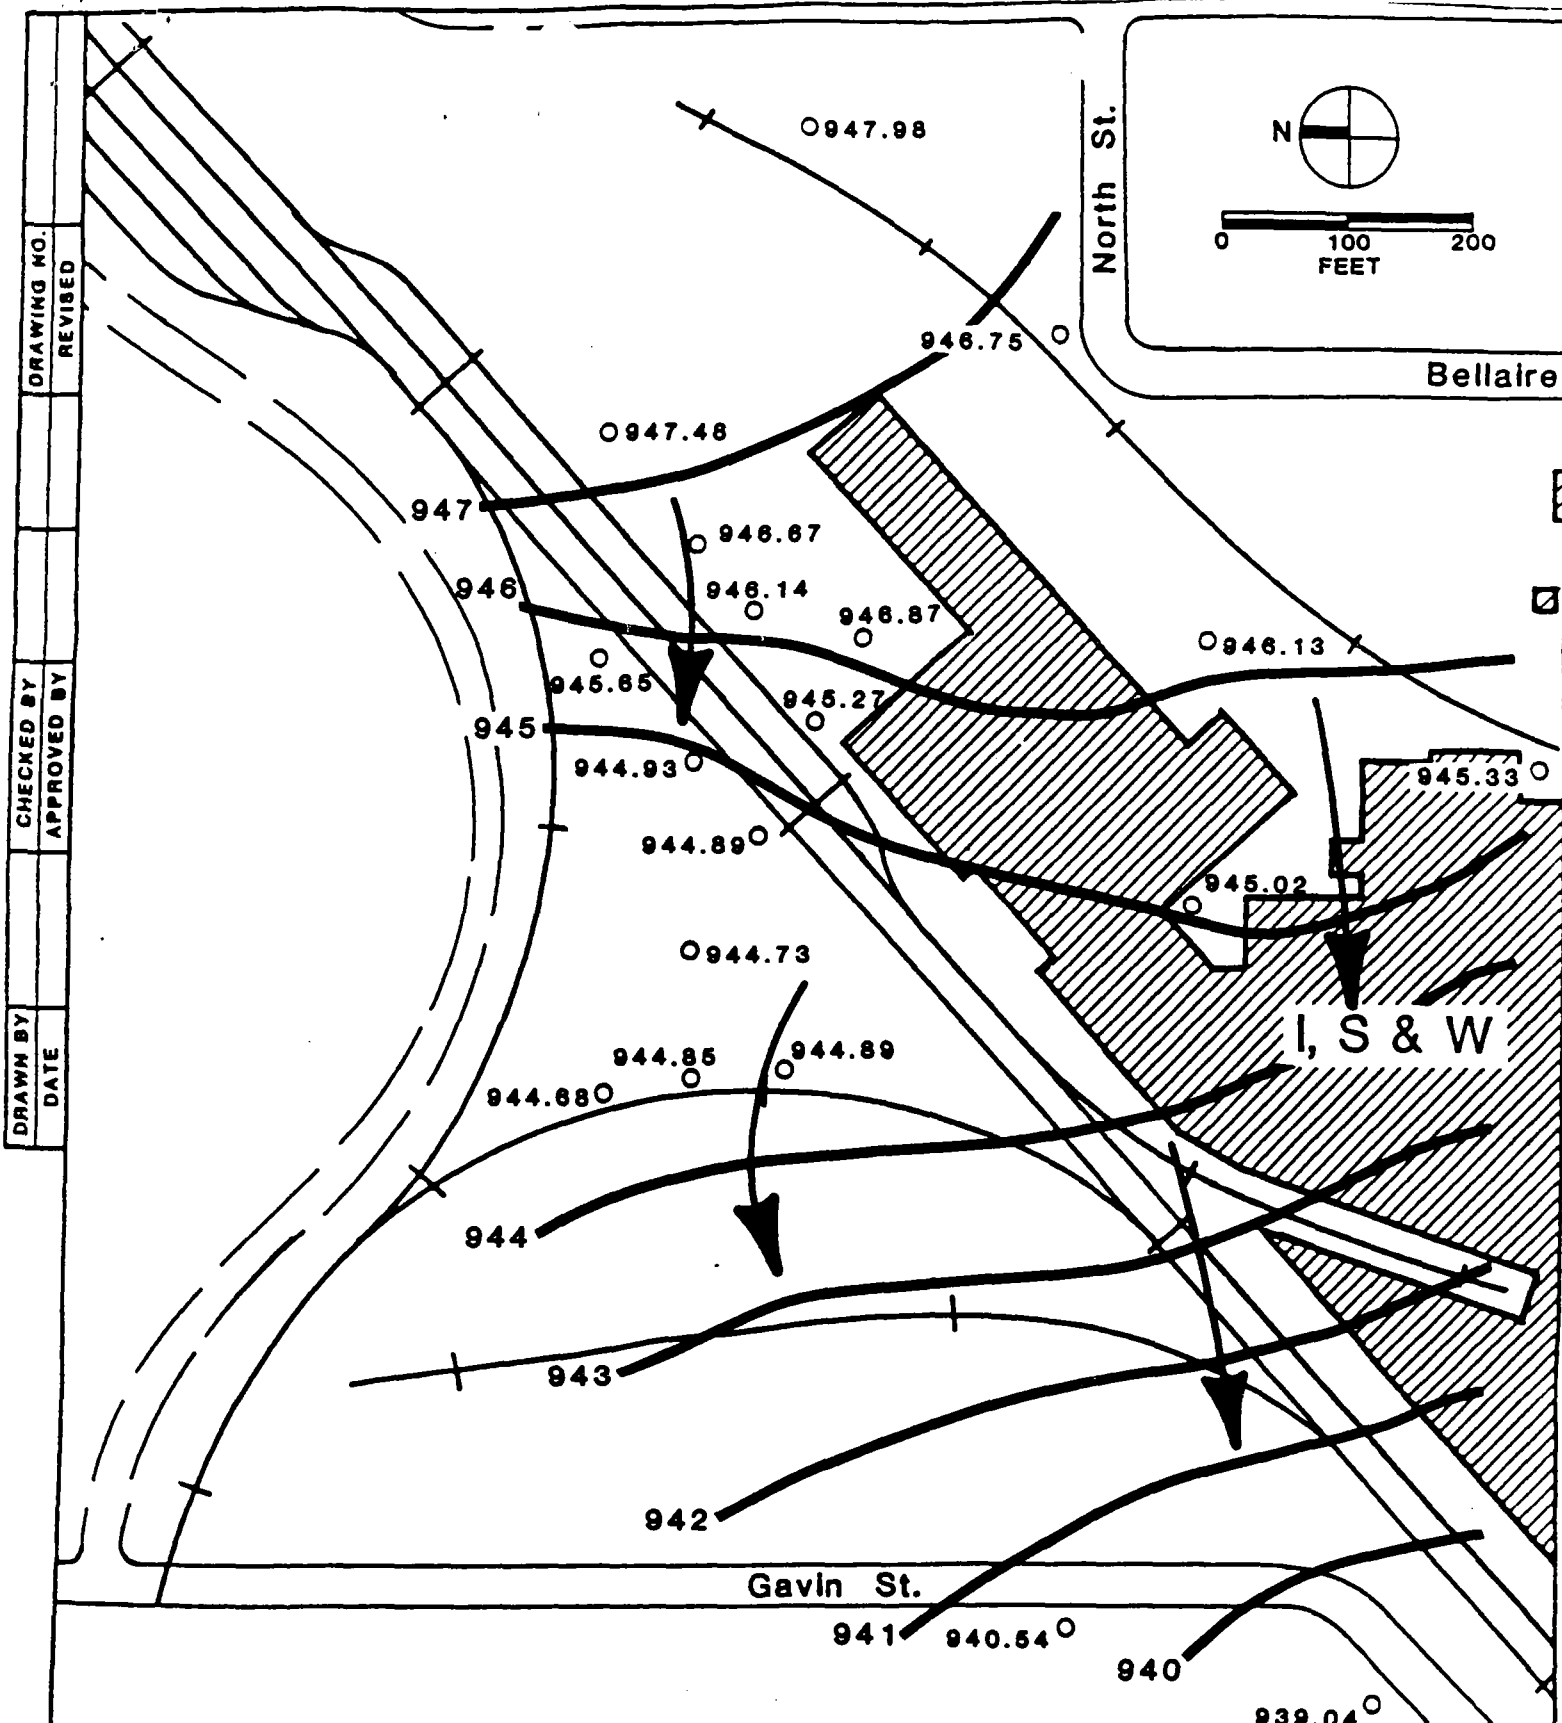 947.98
North St.
N
0 100 200
FEET
DRAWING NO.
REVISED
946.75
Bellaire
947.48
947
946.67
946
946.14
946.87
946.13
945.65
945.27
945
944.93
945.33
CHECKED BY
APPROVED BY
944.89
945.02
944.73
I, S & W
DRAWN BY
DATE
944.85
944.89
944.68
944
943
942
Gavin St.
941
940.54
940
939.04